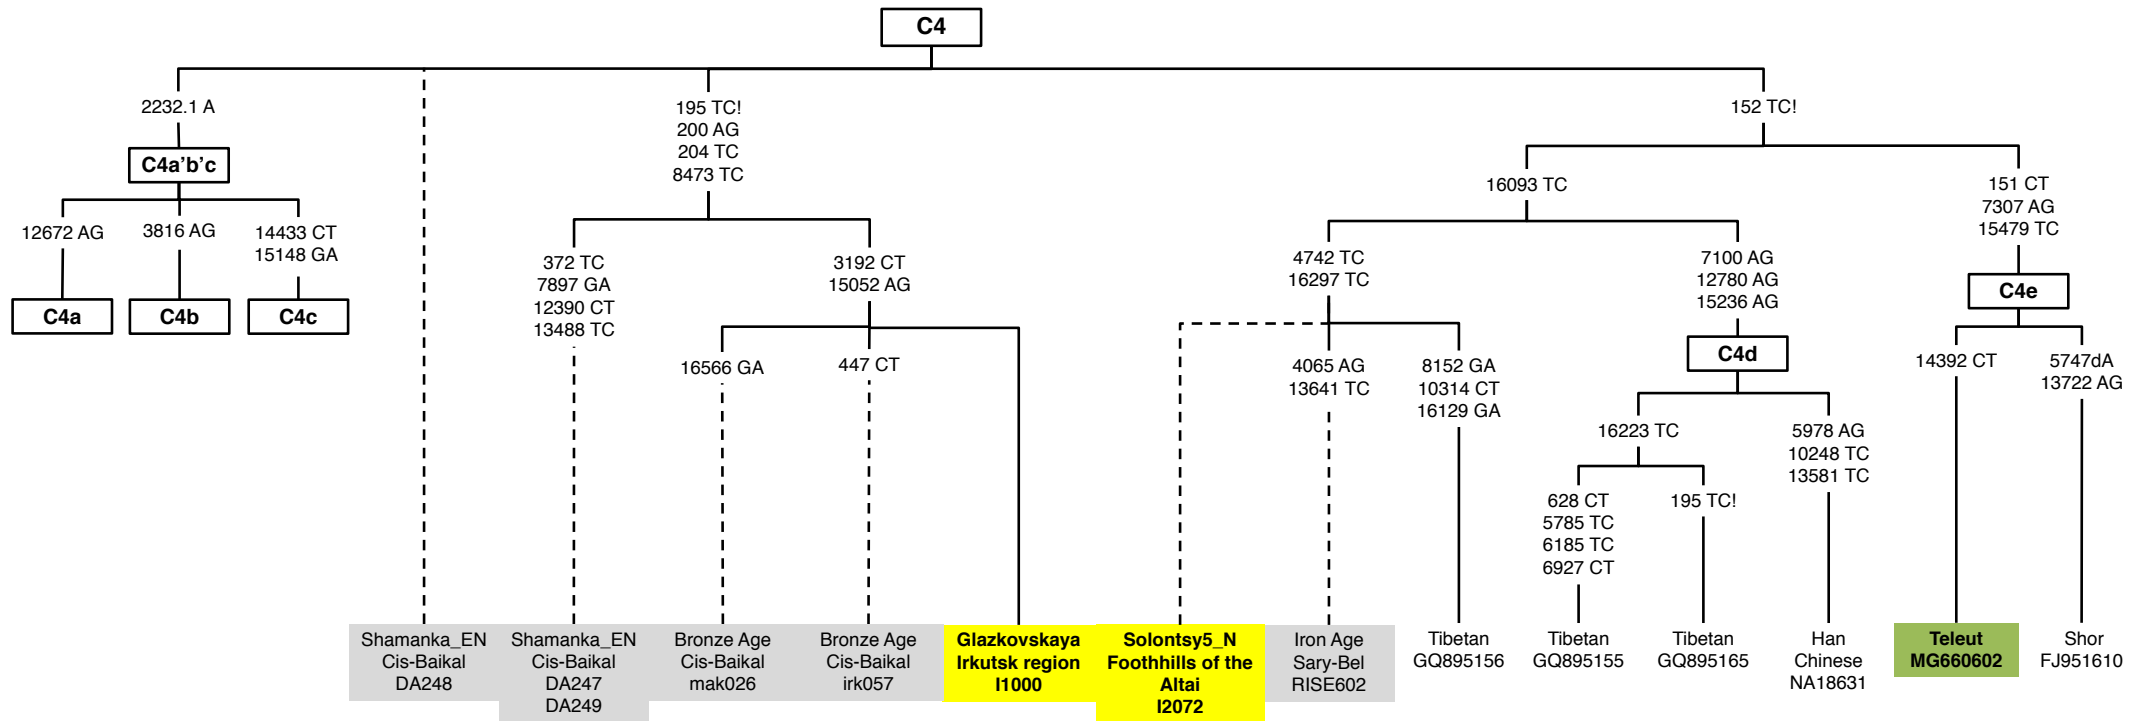 C4
2232.1 A
195 TC!
200 AG
204 TC
8473 TC
152 TC!
C4a’b’c
16093 TC
151 CT
7307 AG
15479 TC
12672 AG
3816 AG
14433 CT
15148 GA
372 TC
7897 GA
12390 CT
13488 TC
3192 CT
15052 AG
4742 TC
16297 TC
7100 AG
12780 AG
15236 AG
C4e
C4a
C4b
C4c
C4d
16566 GA
447 CT
4065 AG
13641 TC
8152 GA
10314 CT
16129 GA
14392 CT
5747dA
13722 AG
16223 TC
5978 AG
10248 TC
13581 TC
628 CT
5785 TC
6185 TC
6927 CT
195 TC!
Shamanka_EN
Cis-Baikal
DA248
Shamanka_EN
Cis-Baikal
DA247
DA249
Bronze Age
Cis-Baikal
mak026
Bronze Age
Cis-Baikal
irk057
Glazkovskaya
Irkutsk region
I1000
Solontsy5_N
Foothhills of the
Altai
I2072
Iron Age
Sary-Bel
RISE602
Tibetan
GQ895156
Tibetan
GQ895155
Tibetan
GQ895165
Han
Chinese
NA18631
Teleut
MG660602
Shor
FJ951610